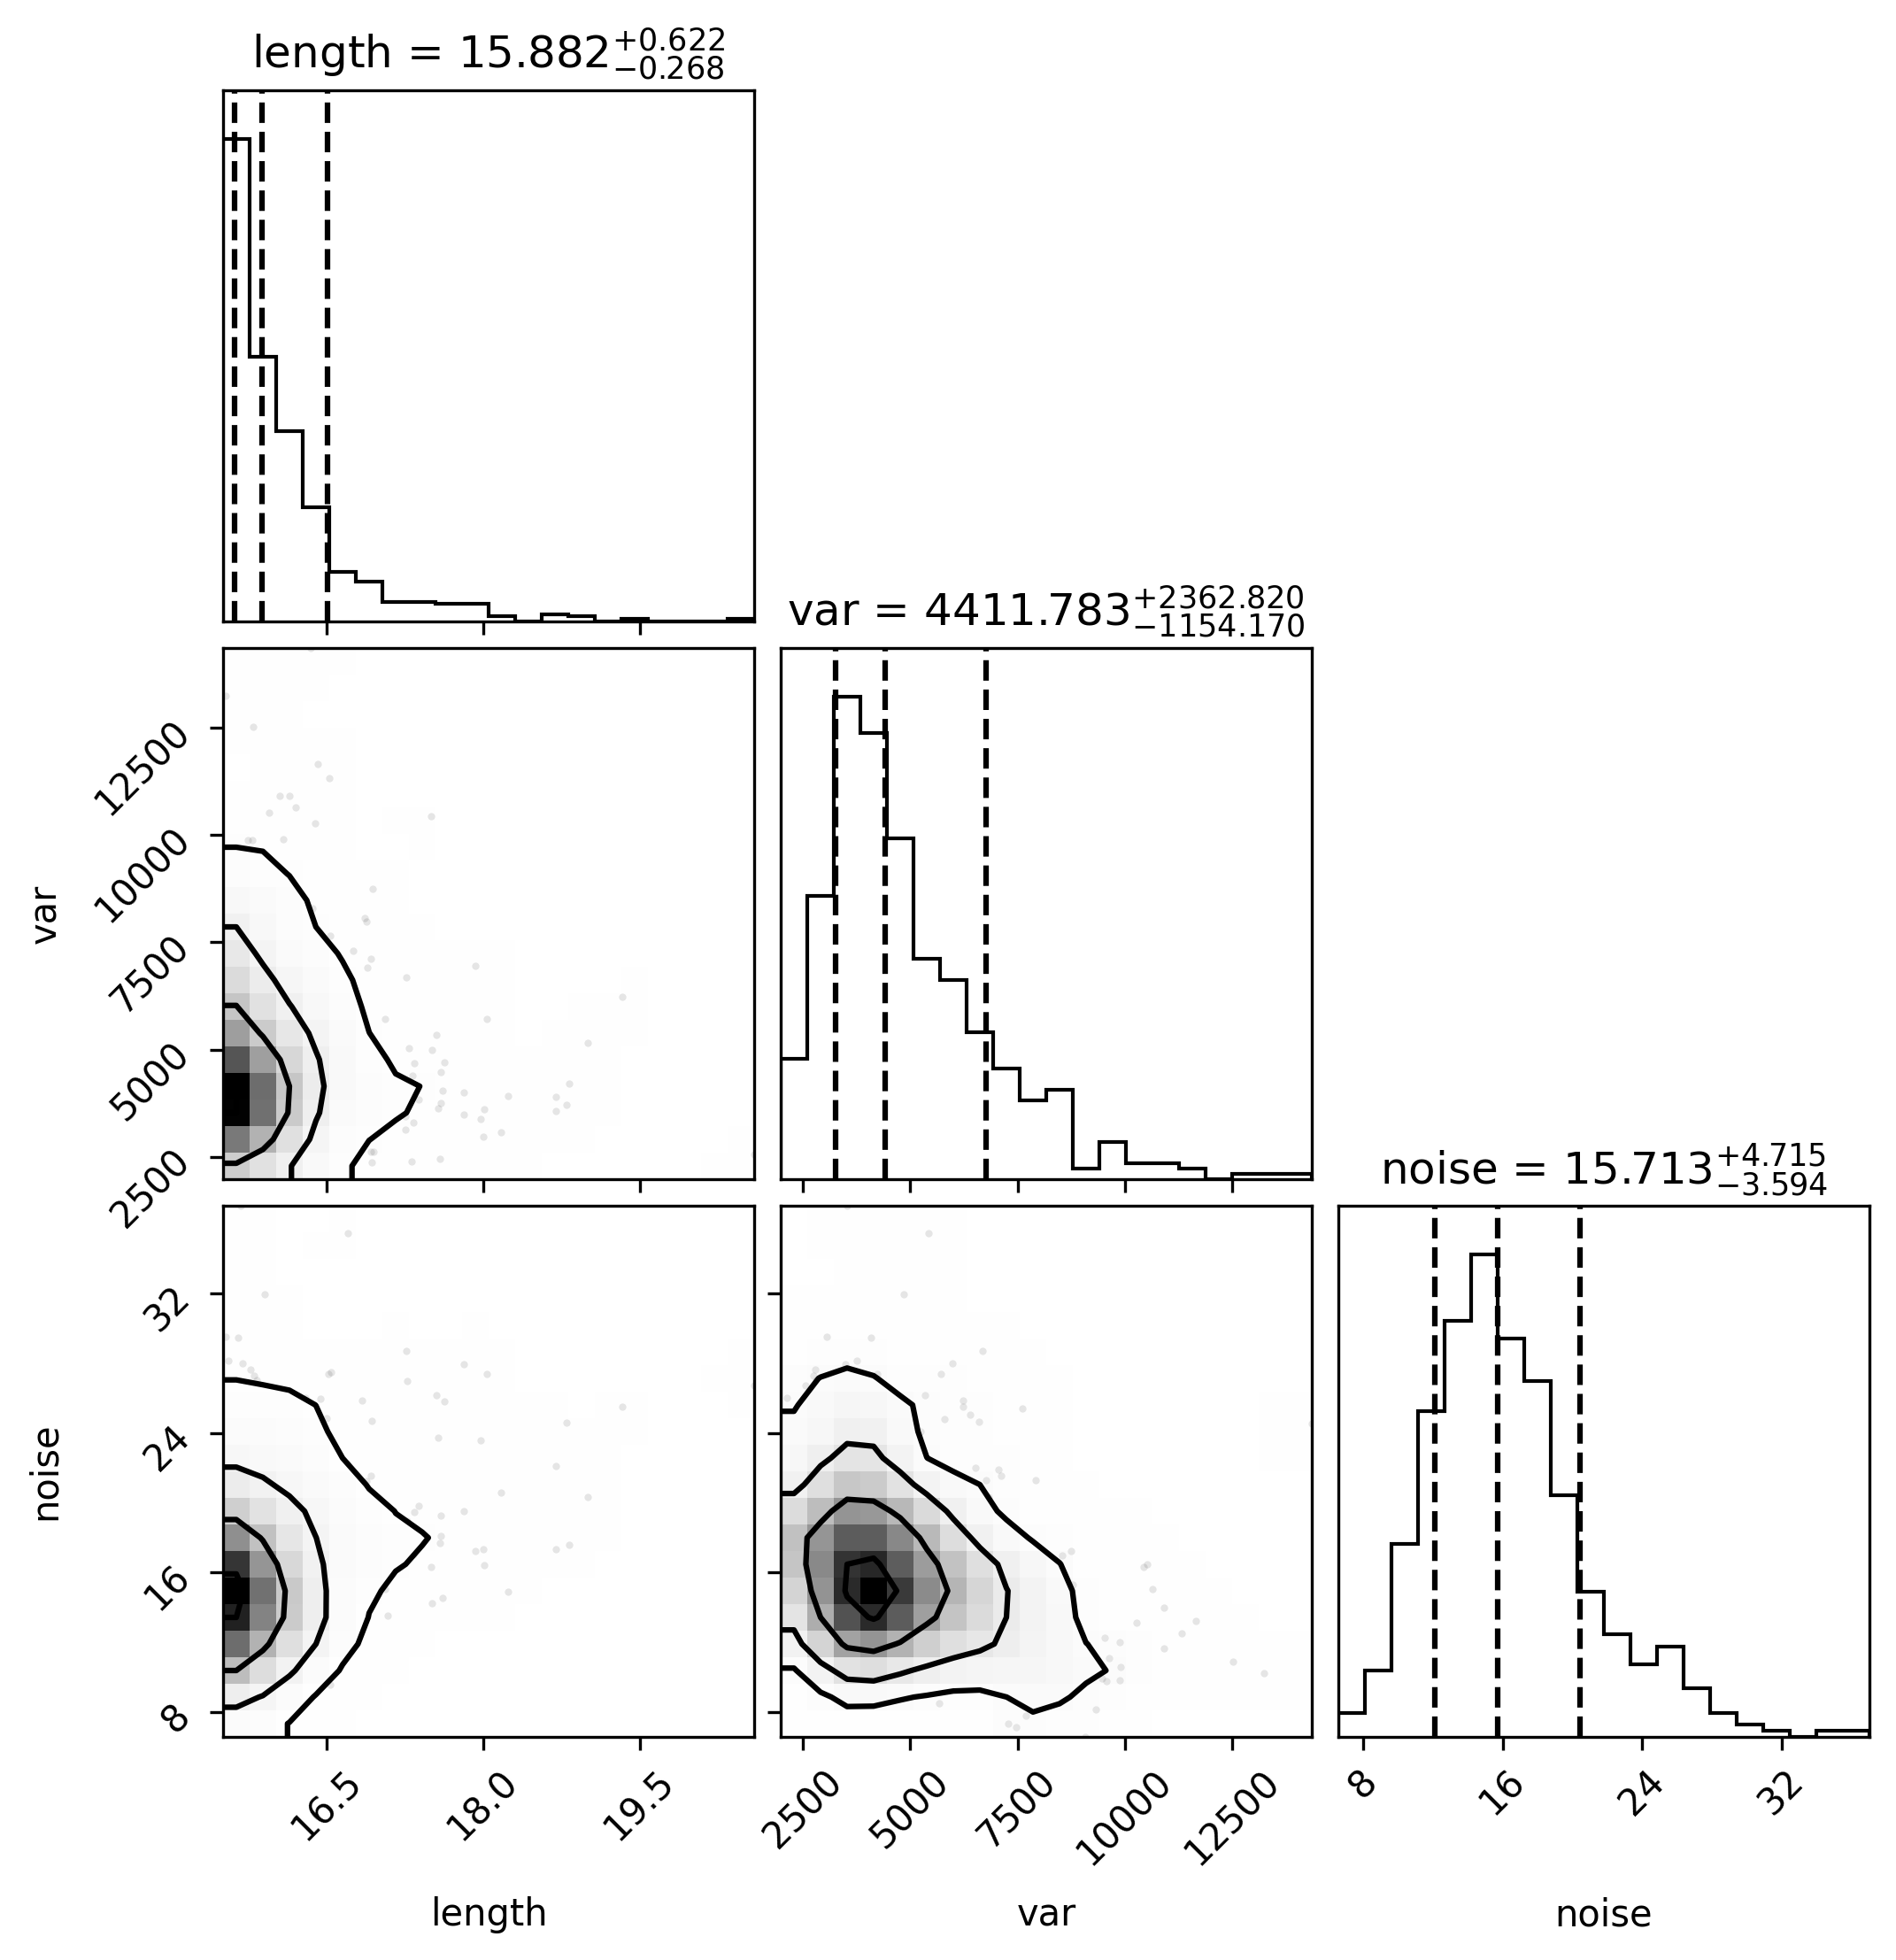 length = 15.882+0.622−0.268
var = 4411.783+2362.820−1154.170
var
12500
10000
7500
5000
2500
noise = 15.713+4.715−3.594
noise
32
24
16
8
16.5 18.0 19.5 2500 5000 7500 10000 12500 8 16 24 32
length var noise